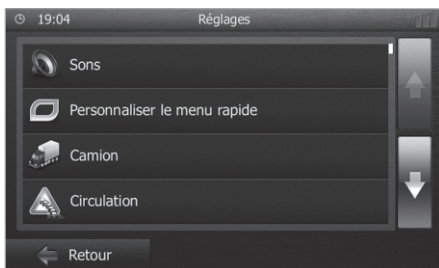 19:04 Réglages
Sons
Personnaliser le menu rapide
Camion
Circulation
Retour